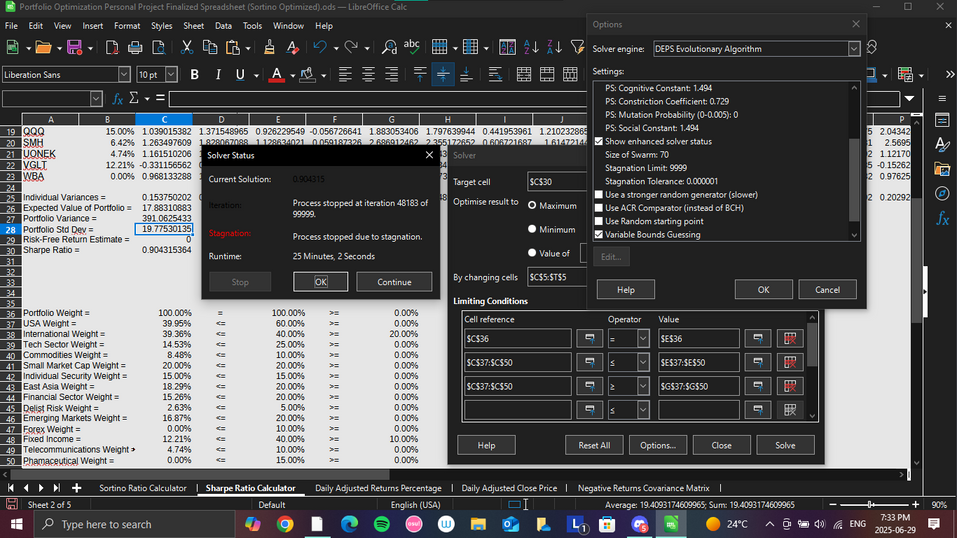 Portfolio Optimization Personal Project Finalized Spreadsheet (Sortino Optimized).ods — LibreOffice Calc
File Edit View Insert Format Styles Sheet Data Tools Window Help
Liberation Sans 10 pt
A B C D E F G H I J P
19 QQQ 15.00% 1.039015382 1.371548965 0.926229549 -0.056726641 1.883053406 1.797639944 0.441953961 1.210232865 2.04342
20 SMH 6.42% 1.263497609 1.828067088 1.128634021 0.059187326 2.686912462 2.355172652 1.6147214 2.5695
21 UONEK 4.74% 1.161510206 1.12170
22 VGLT 12.21% -0.331156562 -0.15262
23 WBA 0.00% 0.968133288 0.97625
24
25 Individual Variances = 0.153750202 0.20292
26 Expected Value of Portfolio = 17.88310883
27 Portfolio Variance = 391.0625433
28 Portfolio Std Dev = 19.77530135
29 Risk-Free Return Estimate = 0
30 Sharpe Ratio = 0.904315364
31
32
33
34
35
36 Portfolio Weight = 100.00% = 100.00% >= 0.00%
37 USA Weight = 39.95% <= 60.00% >= 0.00%
38 International Weight = 39.36% <= 40.00% >= 20.00%
39 Tech Sector Weight = 14.53% <= 25.00% >= 0.00%
40 Commodities Weight = 8.48% <= 10.00% >= 0.00%
41 Small Market Cap Weight = 20.00% <= 20.00% >= 0.00%
42 Individual Security Weight = 15.00% <= 15.00% >= 0.00%
43 East Asia Weight = 18.29% <= 20.00% >= 0.00%
44 Financial Sector Weight = 15.26% <= 20.00% >= 0.00%
45 Delist Risk Weight = 2.63% <= 5.00% >= 0.00%
46 Emerging Markets Weight = 16.87% <= 20.00% >= 0.00%
47 Forex Weight = 0.00% <= 10.00% >= 0.00%
48 Fixed Income = 12.21% <= 40.00% >= 10.00%
49 Telecommunications Weight 4.74% <= 10.00% >= 0.00%
50 Phamaceutical Weight = 0.00% <= 15.00% >= 0.00%
Solver Status
Current Solution: 0.904315
Iteration: Process stopped at iteration 48183 of
99999.
Stagnation: Process stopped due to stagnation.
Runtime: 25 Minutes, 2 Seconds
Stop OK Continue
Solver
Target cell $C$30
Optimise result to Maximum
Minimum
Value of
By changing cells $C$5:$T$5
Limiting Conditions
Cell reference Operator Value
$C$36 = $E$36
$C$37:$C$50 ≤ $E$37:$E$50
$C$37:$C$50 ≥ $G$37:$G$50
≤
Help Reset All Options... Close Solve
Options
Solver engine: DEPS Evolutionary Algorithm
Settings:
PS: Cognitive Constant: 1.494
PS: Constriction Coefficient: 0.729
PS: Mutation Probability (0-0.005): 0
PS: Social Constant: 1.494
Show enhanced solver status
Size of Swarm: 70
Stagnation Limit: 9999
Stagnation Tolerance: 0.000001
Use a stronger random generator (slower)
Use ACR Comparator (instead of BCH)
Use Random starting point
Variable Bounds Guessing
Edit...
Help OK Cancel
Sortino Ratio Calculator Sharpe Ratio Calculator Daily Adjusted Returns Percentage Daily Adjusted Close Price Negative Returns Covariance Matrix
Sheet 2 of 5 Default English (USA) Average: 19.4093174609965; Sum: 19.4093174609965 90%
Type here to search 24°C ENG 7:33 PM
2025-06-29